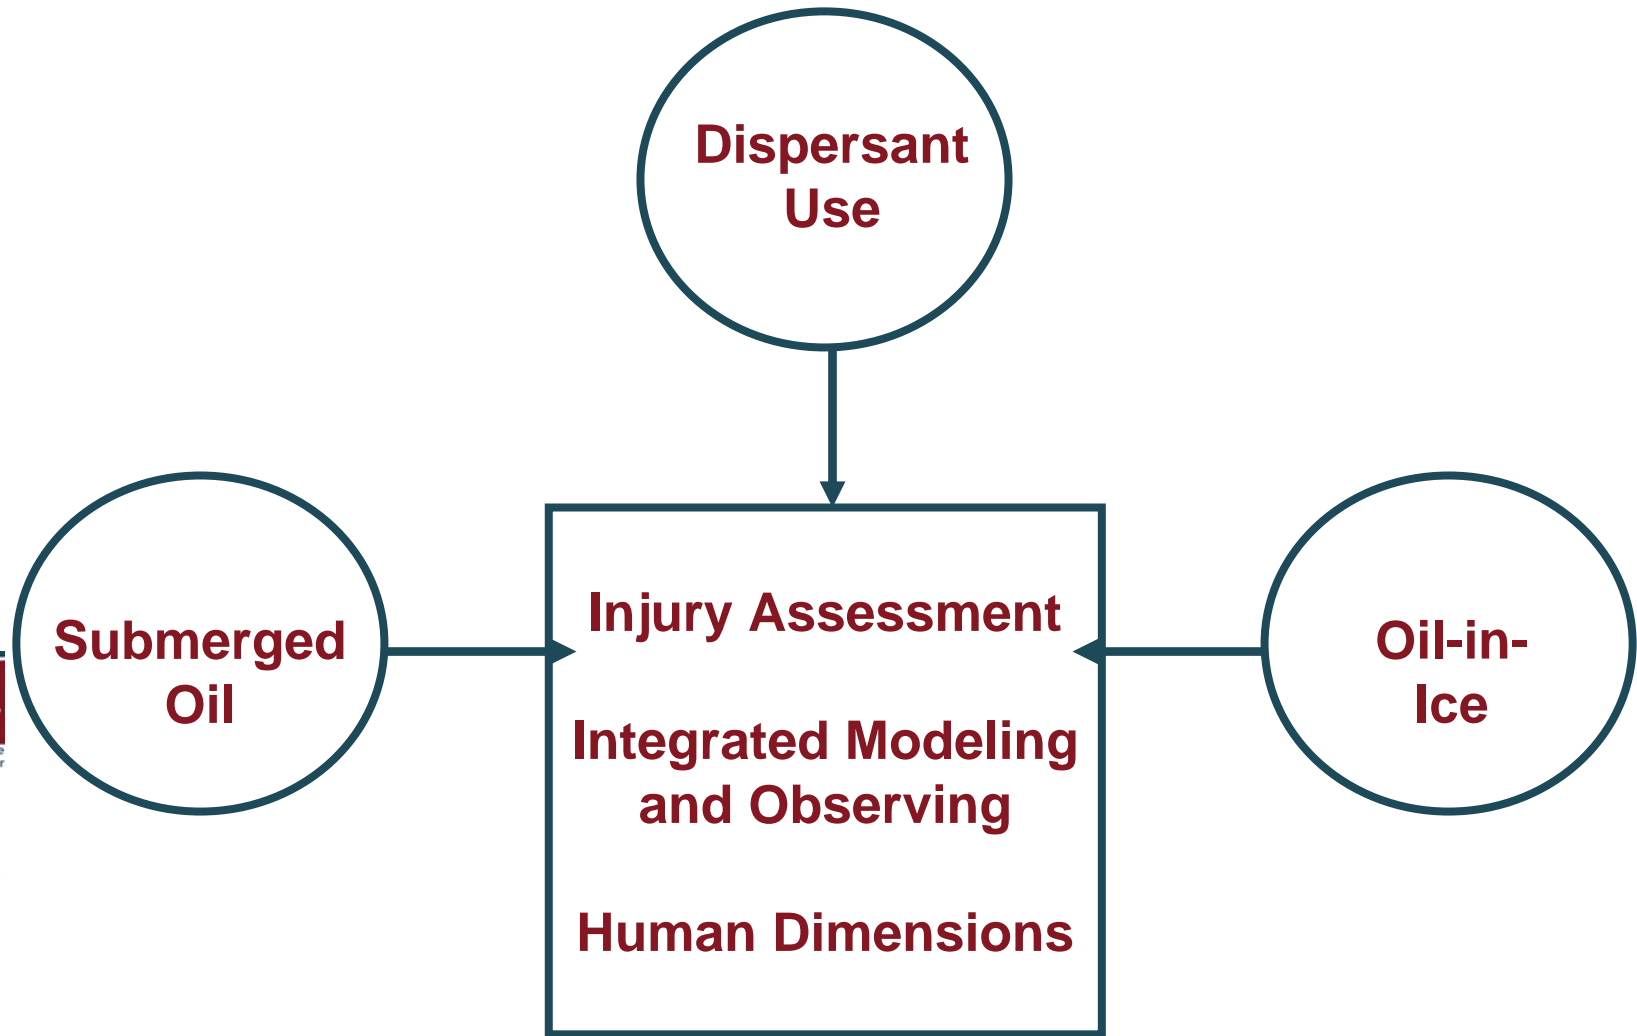 Dispersant
Use
Submerged
Oil
Injury Assessment
Integrated Modeling
and Observing
Human Dimensions
Oil-in-
Ice